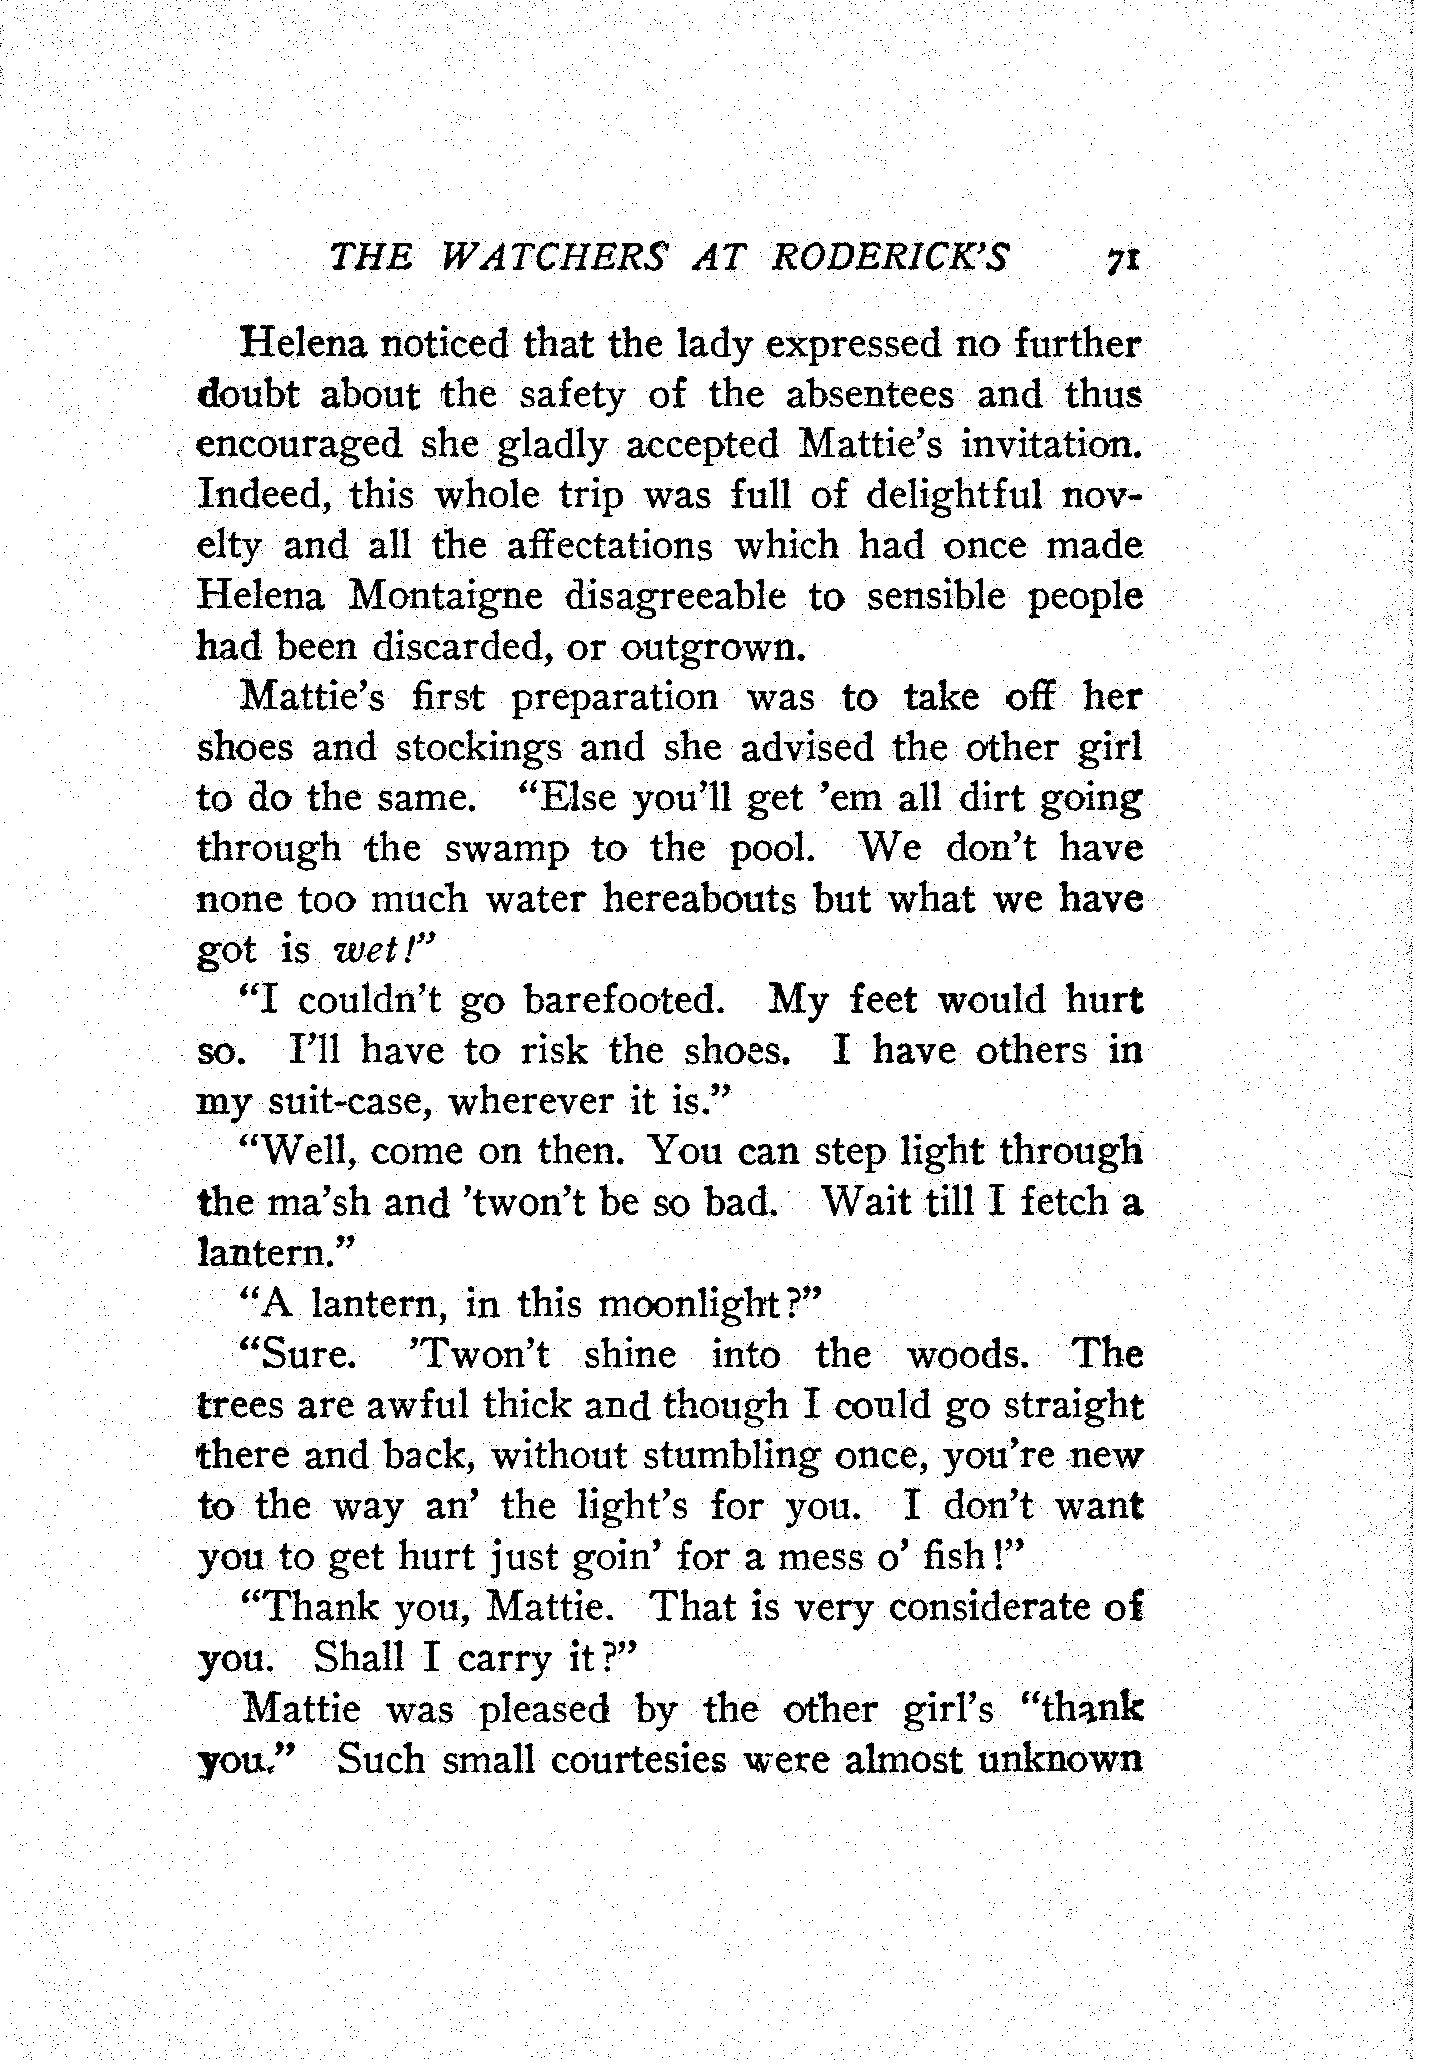 THE WATCHERS AT RODERICK'S 71
Helena noticed that the lady expressed no further
doubt about the safety of the absentees and thus
encouraged she gladly accepted Mattie's invitation.
Indeed, this whole trip was full of delightful nov-
elty and all the affectations which had once made
Helena Montaigne disagreeable to sensible people
had been discarded, or outgrown.
Mattie's first preparation was to take off her
shoes and stockings and she advised the other girl
to do the same. “Else you'll get 'em all dirt going
through the swamp to the pool. We don't have
none too much water hereabouts but what we have
got is wet!”
“I couldn't go barefooted. My feet would hurt
so. I'll have to risk the shoes. I have others in
my suit-case, wherever it is.”
“Well, come on then. You can step light through
the ma'sh and 'twon't be so bad. Wait till I fetch a
lantern.”
“A lantern, in this moonlight?”
“Sure. 'Twon't shine into the woods. The
trees are awful thick and though I could go straight
there and back, without stumbling once, you're new
to the way an' the light's for you. I don't want
you to get hurt just goin' for a mess o' fish!”
“Thank you, Mattie. That is very considerate of
you. Shall I carry it?”
Mattie was pleased by the other girl's “thank
you.” Such small courtesies were almost unknown